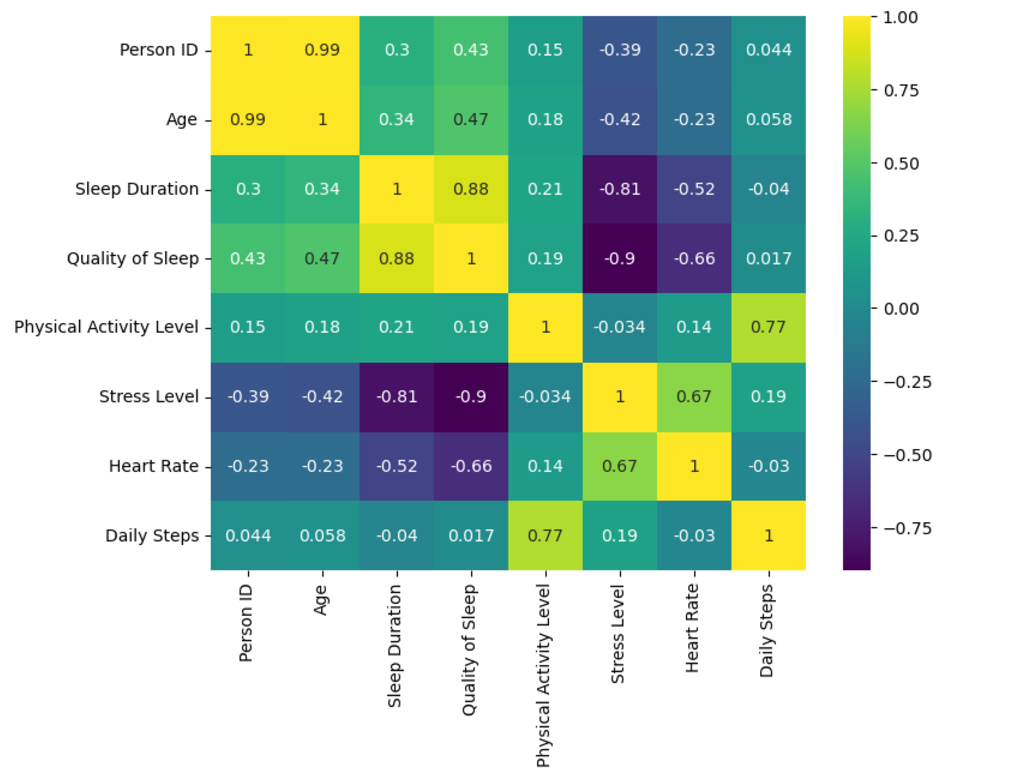 Person ID 1 0.99 0.3 0.43 0.15 -0.39 -0.23 0.044
Age 0.99 1 0.34 0.47 0.18 -0.42 -0.23 0.058
Sleep Duration 0.3 0.34 1 0.88 0.21 -0.81 -0.52 -0.04
Quality of Sleep 0.43 0.47 0.88 1 0.19 -0.9 -0.66 0.017
Physical Activity Level 0.15 0.18 0.21 0.19 1 -0.034 0.14 0.77
Stress Level -0.39 -0.42 -0.81 -0.9 -0.034 1 0.67 0.19
Heart Rate -0.23 -0.23 -0.52 -0.66 0.14 0.67 1 -0.03
Daily Steps 0.044 0.058 -0.04 0.017 0.77 0.19 -0.03 1
Person ID
Age
Sleep Duration
Quality of Sleep
Physical Activity Level
Stress Level
Heart Rate
Daily Steps
1.00
0.75
0.50
0.25
0.00
−0.25
−0.50
−0.75